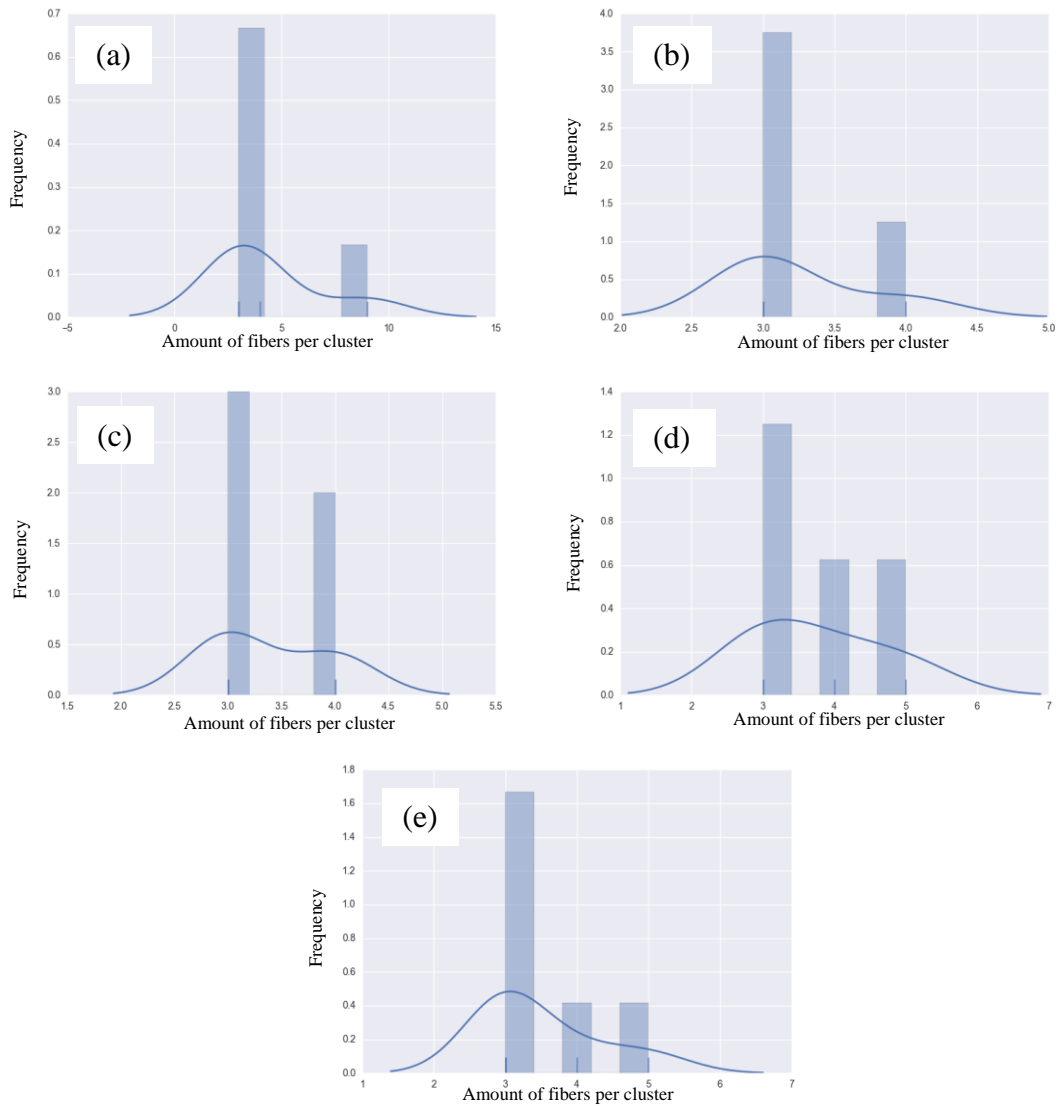 (a)
Frequency
0.7
0.6
0.5
0.4
0.3
0.2
0.1
0.0
−5 0 5 10 15
Amount of fibers per cluster
(b)
Frequency
4.0
3.5
3.0
2.5
2.0
1.5
1.0
0.5
0.0
2.0 2.5 3.0 3.5 4.0 4.5 5.0
Amount of fibers per cluster
(c)
Frequency
3.0
2.5
2.0
1.5
1.0
0.5
0.0
1.5 2.0 2.5 3.0 3.5 4.0 4.5 5.0 5.5
Amount of fibers per cluster
(d)
Frequency
1.4
1.2
1.0
0.8
0.6
0.4
0.2
0.0
1 2 3 4 5 6 7
Amount of fibers per cluster
(e)
Frequency
1.8
1.6
1.4
1.2
1.0
0.8
0.6
0.4
0.2
0.0
1 2 3 4 5 6 7
Amount of fibers per cluster